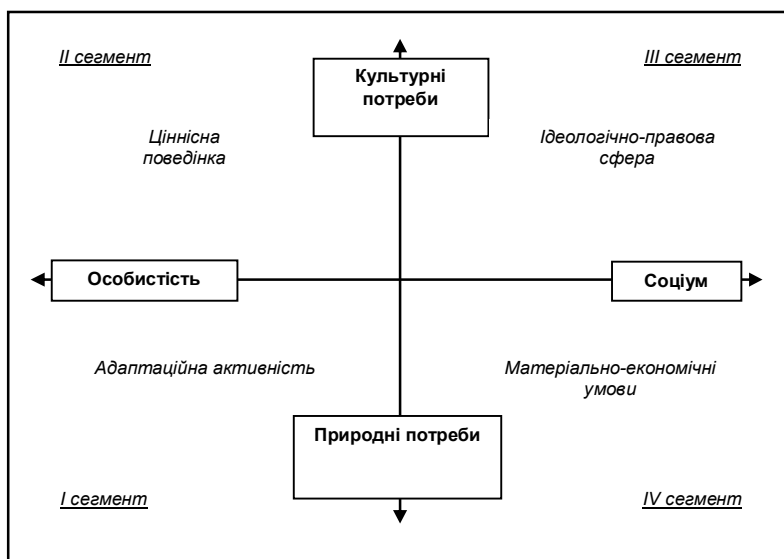 II сегмент
III сегмент
Культурні
потреби
Ціннісна
поведінка
Ідеологічно-правова
сфера
Особистість
Соціум
Адаптаційна активність
Матеріально-економічні
умови
Природні потреби
I сегмент
IV сегмент